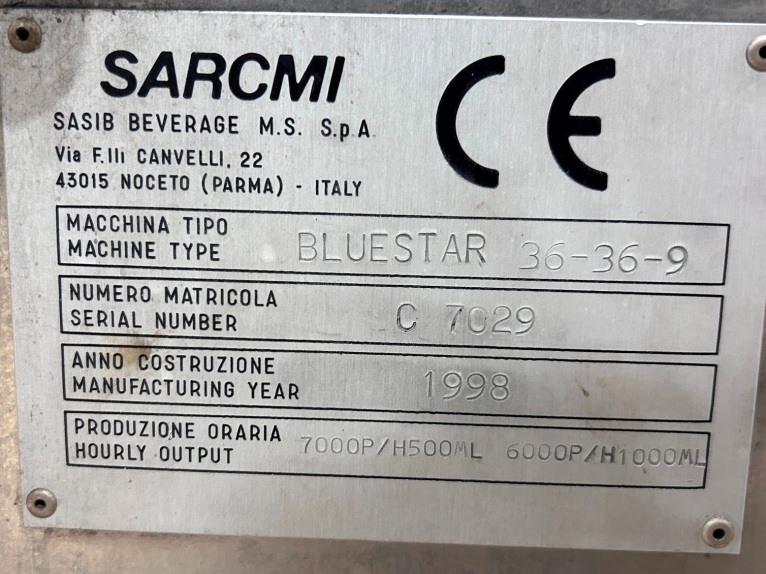 SARCMI
CE
SASIB BEVERAGE M.S. S.p.A.
Via F.lli CANVELLI, 22
43015 NOCETO (PARMA) - ITALY
MACCHINA TIPO
MACHINE TYPE BLUESTAR 36-36-9
NUMERO MATRICOLA
SERIAL NUMBER C 7029
ANNO COSTRUZIONE
MANUFACTURING YEAR 1998
PRODUZIONE ORARIA
HOURLY OUTPUT 7000P/H500ML 6000P/H1000ML